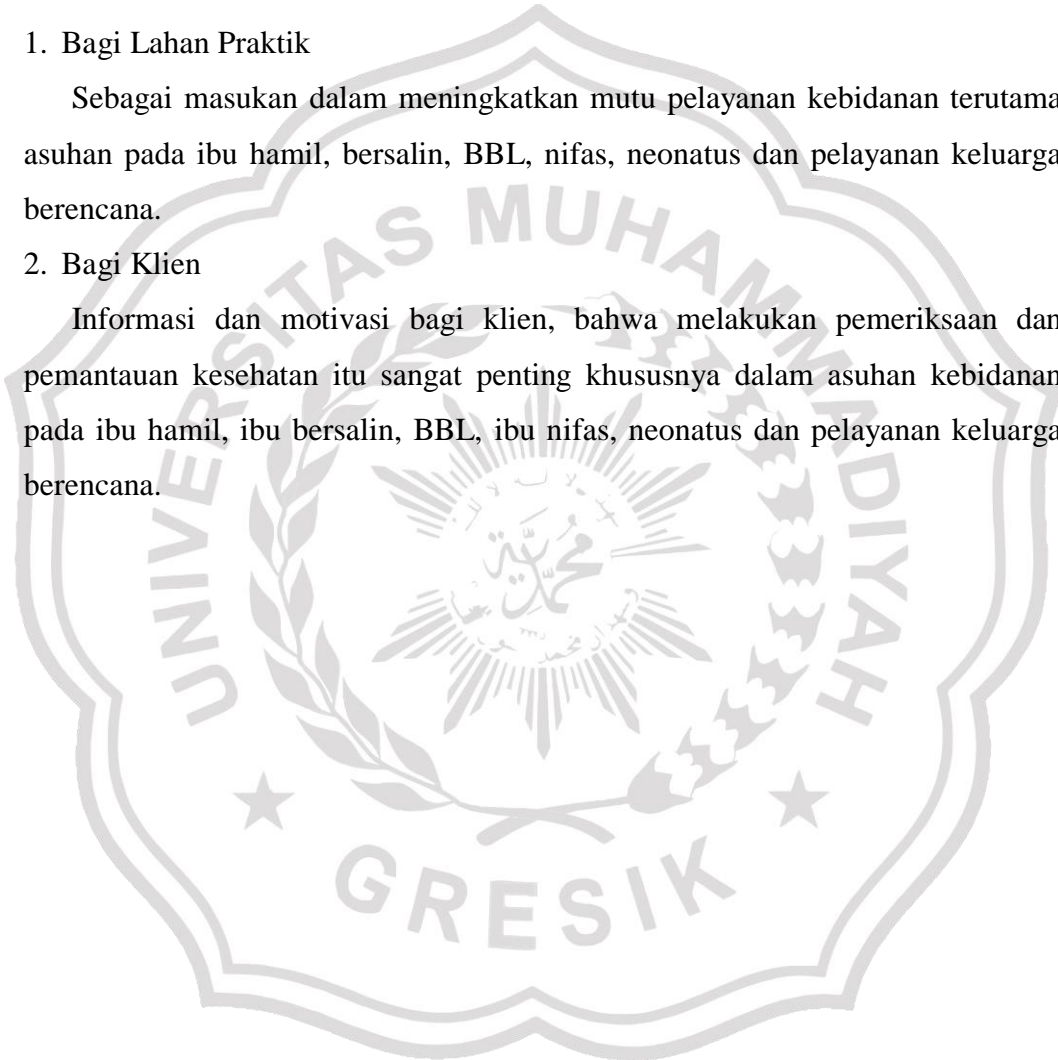 1. Bagi Lahan Praktik
Sebagai masukan dalam meningkatkan mutu pelayanan kebidanan terutama
asuhan pada ibu hamil, bersalin, BBL, nifas, neonatus dan pelayanan keluarga
berencana.
2. Bagi Klien
Informasi dan motivasi bagi klien, bahwa melakukan pemeriksaan dan
pemantauan kesehatan itu sangat penting khususnya dalam asuhan kebidanan
pada ibu hamil, ibu bersalin, BBL, ibu nifas, neonatus dan pelayanan keluarga
berencana.
UNIVERSITAS MUHAMMADIYAH
محمدية
GRESIK